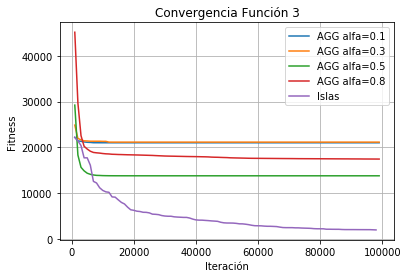 Convergencia Función 3
AGG alfa=0.1
AGG alfa=0.3
AGG alfa=0.5
AGG alfa=0.8
Islas
Fitness
40000
30000
20000
10000
0
0 20000 40000 60000 80000 100000
Iteración